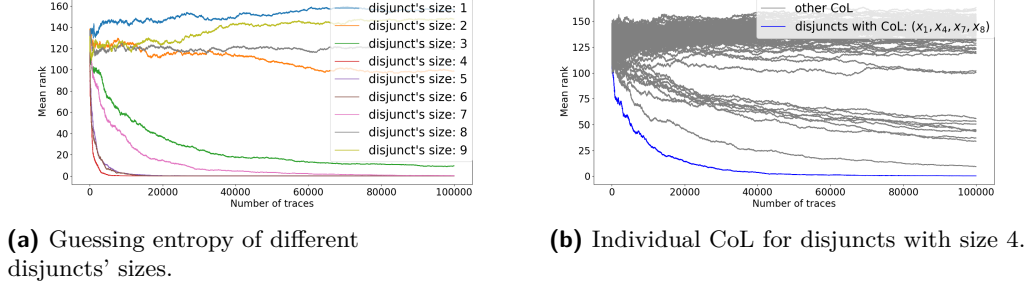 160
140
120
100
80
60
40
20
0
Mean rank
0 20000 40000 60000 80000 100000
Number of traces
disjunct's size: 1
disjunct's size: 2
disjunct's size: 3
disjunct's size: 4
disjunct's size: 5
disjunct's size: 6
disjunct's size: 7
disjunct's size: 8
disjunct's size: 9
(a) Guessing entropy of different
disjuncts' sizes.
150
125
100
75
50
25
0
Mean rank
0 20000 40000 60000 80000 100000
Number of traces
other CoL
disjuncts with CoL: (x₁, x₄, x₇, x₈)
(b) Individual CoL for disjuncts with size 4.